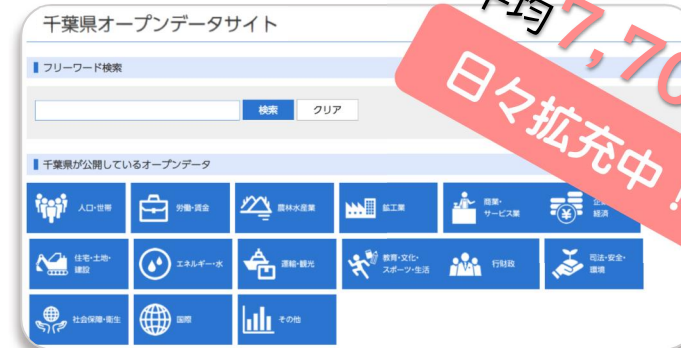 千葉県オープンデータサイト
平均7,70
日々拡充中!
フリーワード検索
検索 クリア
千葉県が公開しているオープンデータ
人口・世帯
労働・賃金
農林水産業
鉱工業
商業・
サービス業
経済
住宅・土地・
建設
エネルギー・水
運輸・観光
教育・文化・
スポーツ・生活
行財政
司法・安全・
環境
社会保障・衛生
国際
その他